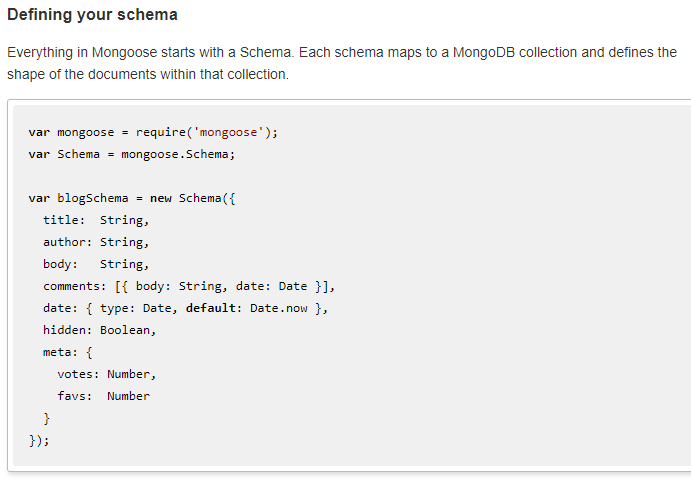 Defining your schema
Everything in Mongoose starts with a Schema. Each schema maps to a MongoDB collection and defines the
shape of the documents within that collection.
var mongoose = require('mongoose');
var Schema = mongoose.Schema;
var blogSchema = new Schema({
  title:  String,
  author: String,
  body:   String,
  comments: [{ body: String, date: Date }],
  date: { type: Date, default: Date.now },
  hidden: Boolean,
  meta: {
    votes: Number,
    favs:  Number
  }
});